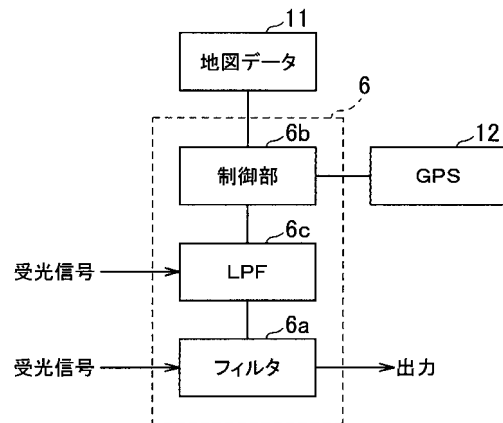 11
地図データ
6
6b
制御部
12
GPS
6c
受光信号
LPF
6a
受光信号
フィルタ
出力